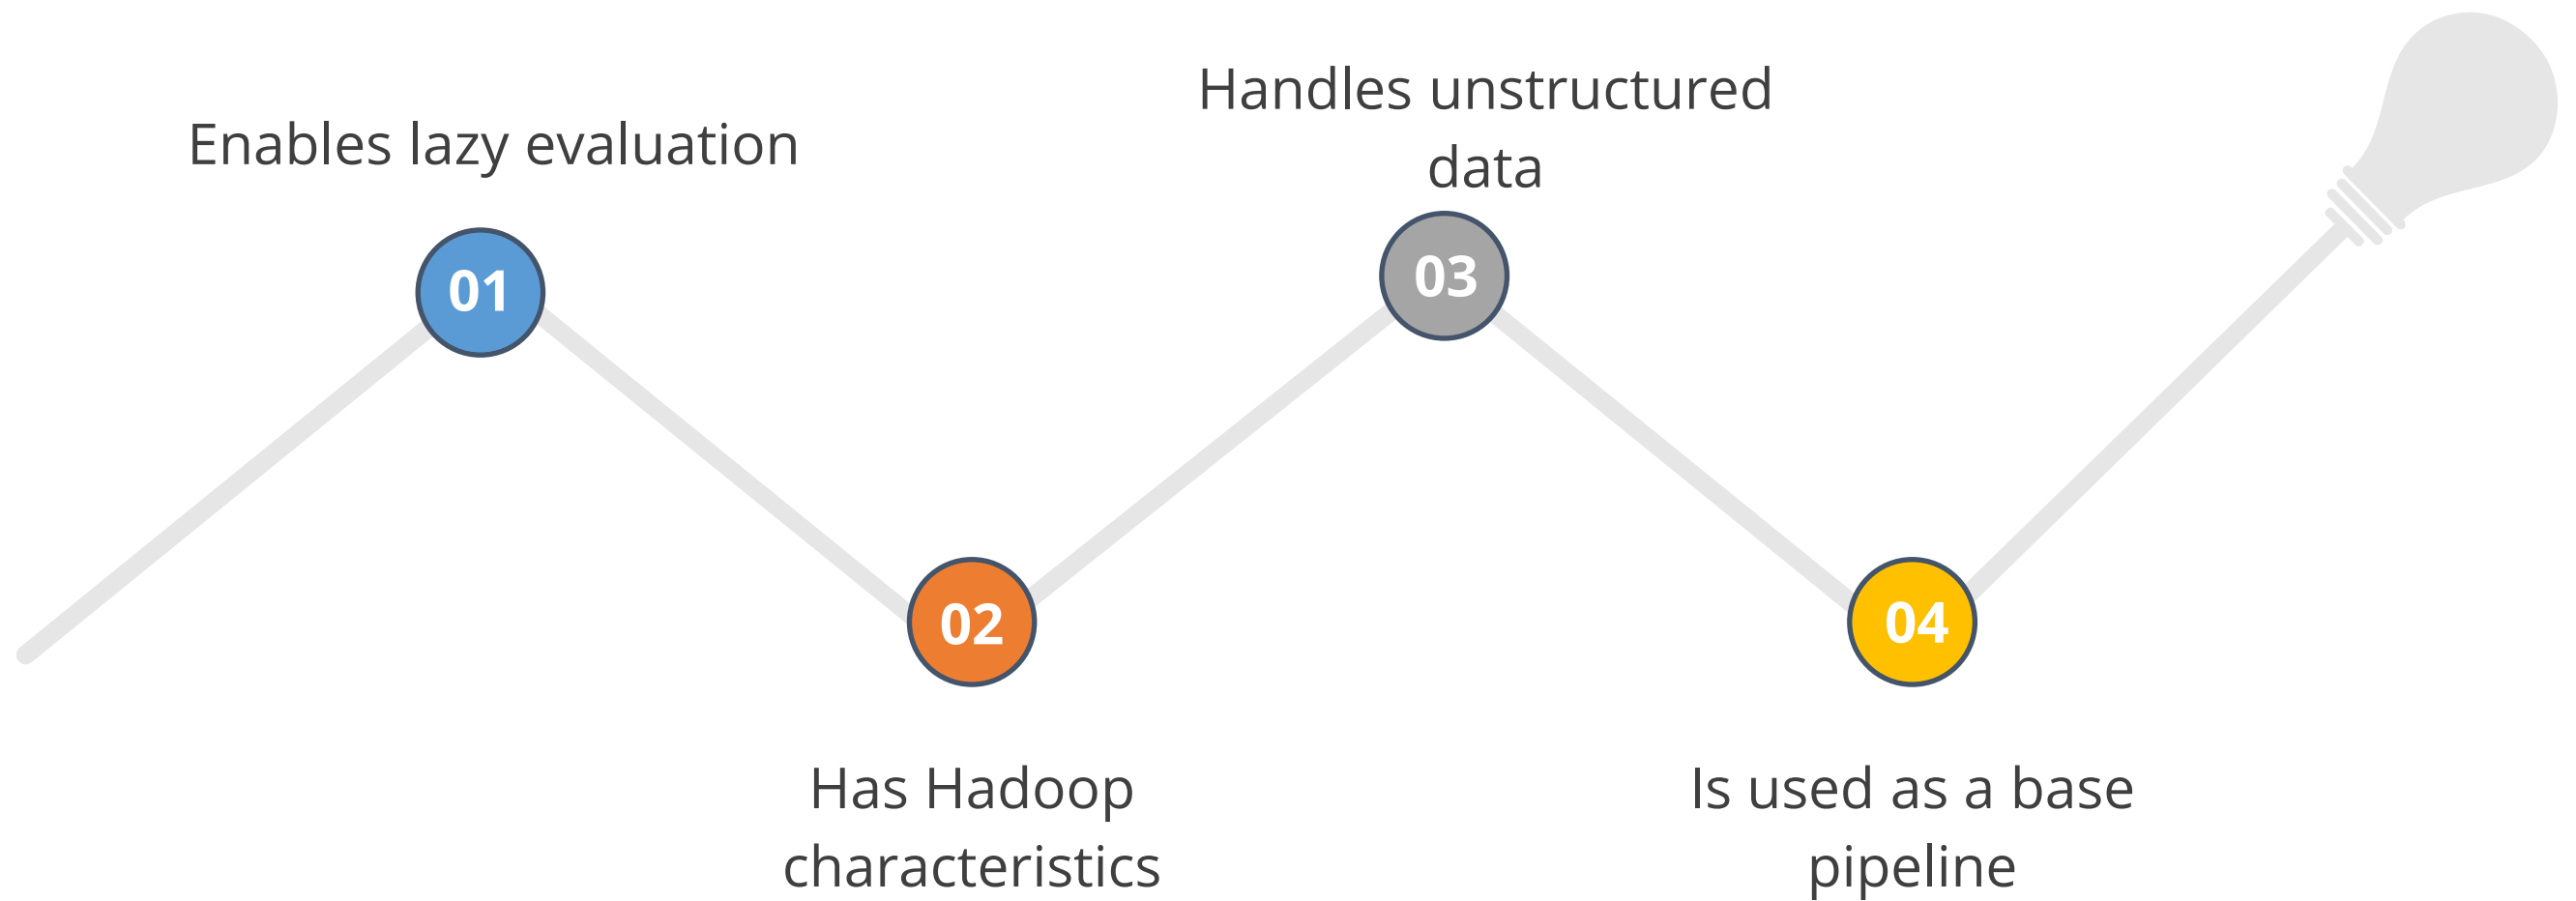 Enables lazy evaluation
01
Has Hadoop
characteristics
02
Handles unstructured
data
03
Is used as a base
pipeline
04